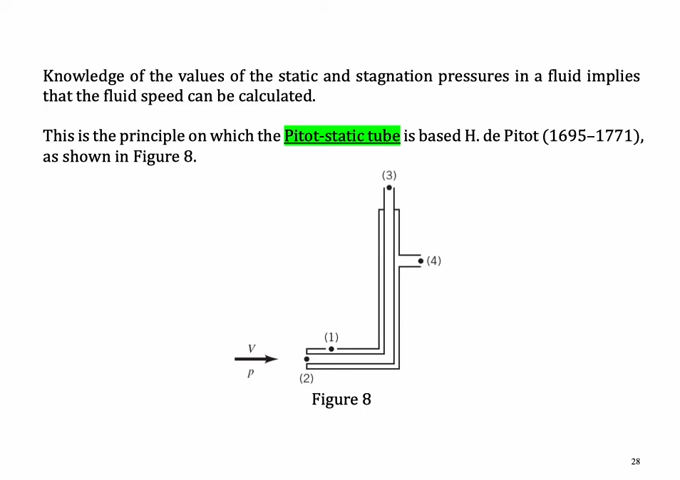 Knowledge of the values of the static and stagnation pressures in a fluid implies
that the fluid speed can be calculated.
This is the principle on which the Pitot-static tube is based H. de Pitot (1695–1771),
as shown in Figure 8.
(3)
(4)
(1)
V
p
(2)
Figure 8
28